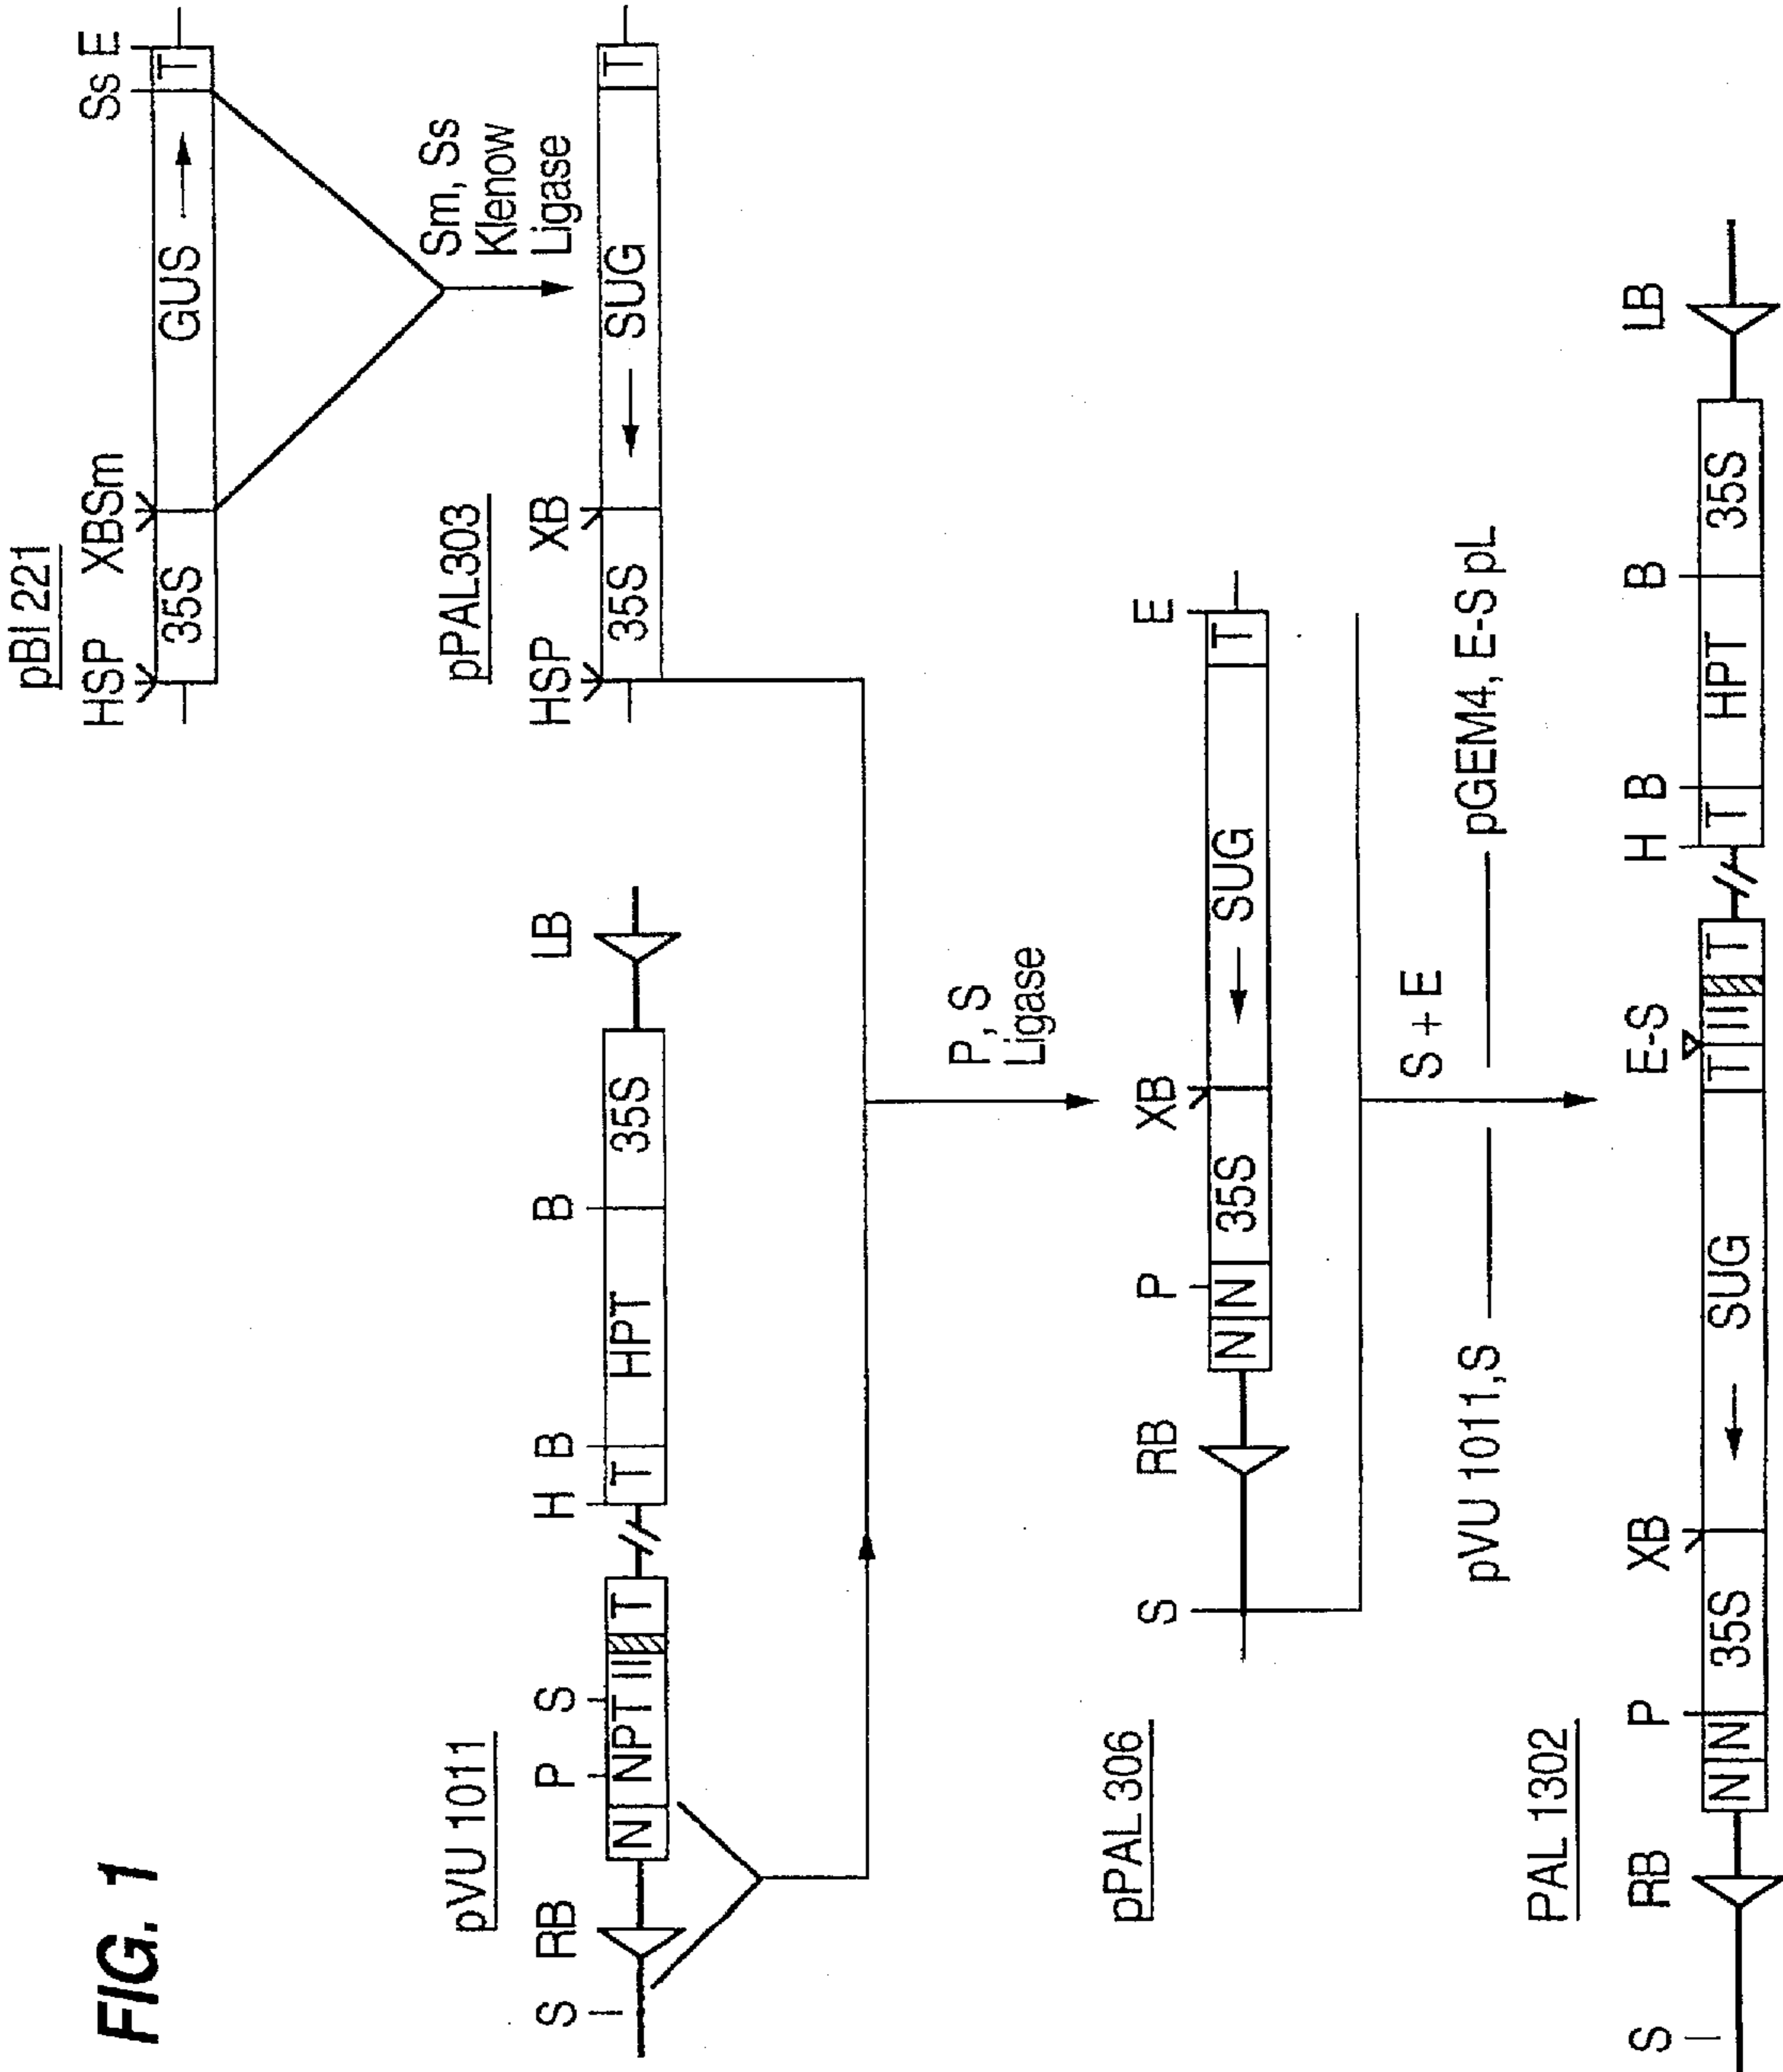 FIG. 1
pBI 221
HSP XBSm Ss E
35S GUS T
Sm, Ss
Klenow
Ligase
pPAL303
HSP XB
35S SUG T
pVU 1011
S RB P S H B B LB
N NPT II T T HPT 35S
P, S
Ligase
pPAL 306
S RB P XB E
N N 35S SUG T
S + E
pVU 1011,S pGEM4, E-S pL
PAL 1302
S RB P XB E-S H B B LB
N N 35S SUG T II T T HPT 35S